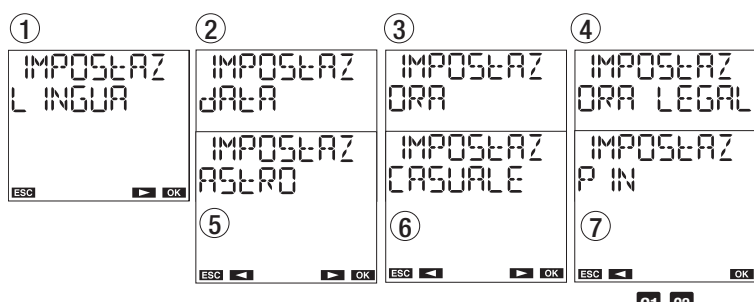 1 2 3 4
IMPOStAZ
L INGUA
ESC ► OK
IMPOStAZ
dAtA
IMPOStAZ
ORA
IMPOStAZ
ORA LEGAL
IMPOStAZ
AStRO
5
ESC ◄ ► OK
IMPOStAZ
CASUALE
6
ESC ◄ ► OK
IMPOStAZ
P IN
7
ESC ◄ OK